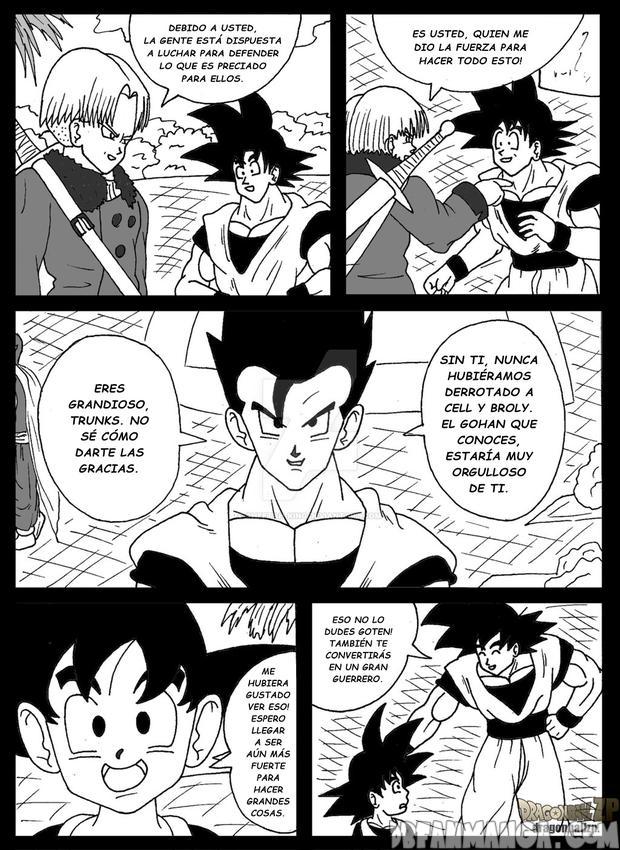 DEBIDO A USTED,
LA GENTE ESTÁ DISPUESTA
A LUCHAR PARA DEFENDER
LO QUE ES PRECIADO
PARA ELLOS.
ES USTED, QUIEN ME
DIO LA FUERZA PARA
HACER TODO ESTO!
ERES
GRANDIOSO,
TRUNKS. NO
SÉ CÓMO
DARTE LAS
GRACIAS.
SIN TI, NUNCA
HUBIÉRAMOS
DERROTADO A
CELL Y BROLY.
EL GOHAN QUE
CONOCES,
ESTARÍA MUY
ORGULLOSO
DE TI.
ME
HUBIERA
GUSTADO
VER ESO!
ESPERO
LLEGAR
A SER
AÚN MÁS
FUERTE
PARA
HACER
GRANDES
COSAS.
ESO NO LO
DUDES GOTEN!
TAMBIÉN TE
CONVERTIRÁS
EN UN GRAN
GUERRERO.
DBFANMANGA.COM